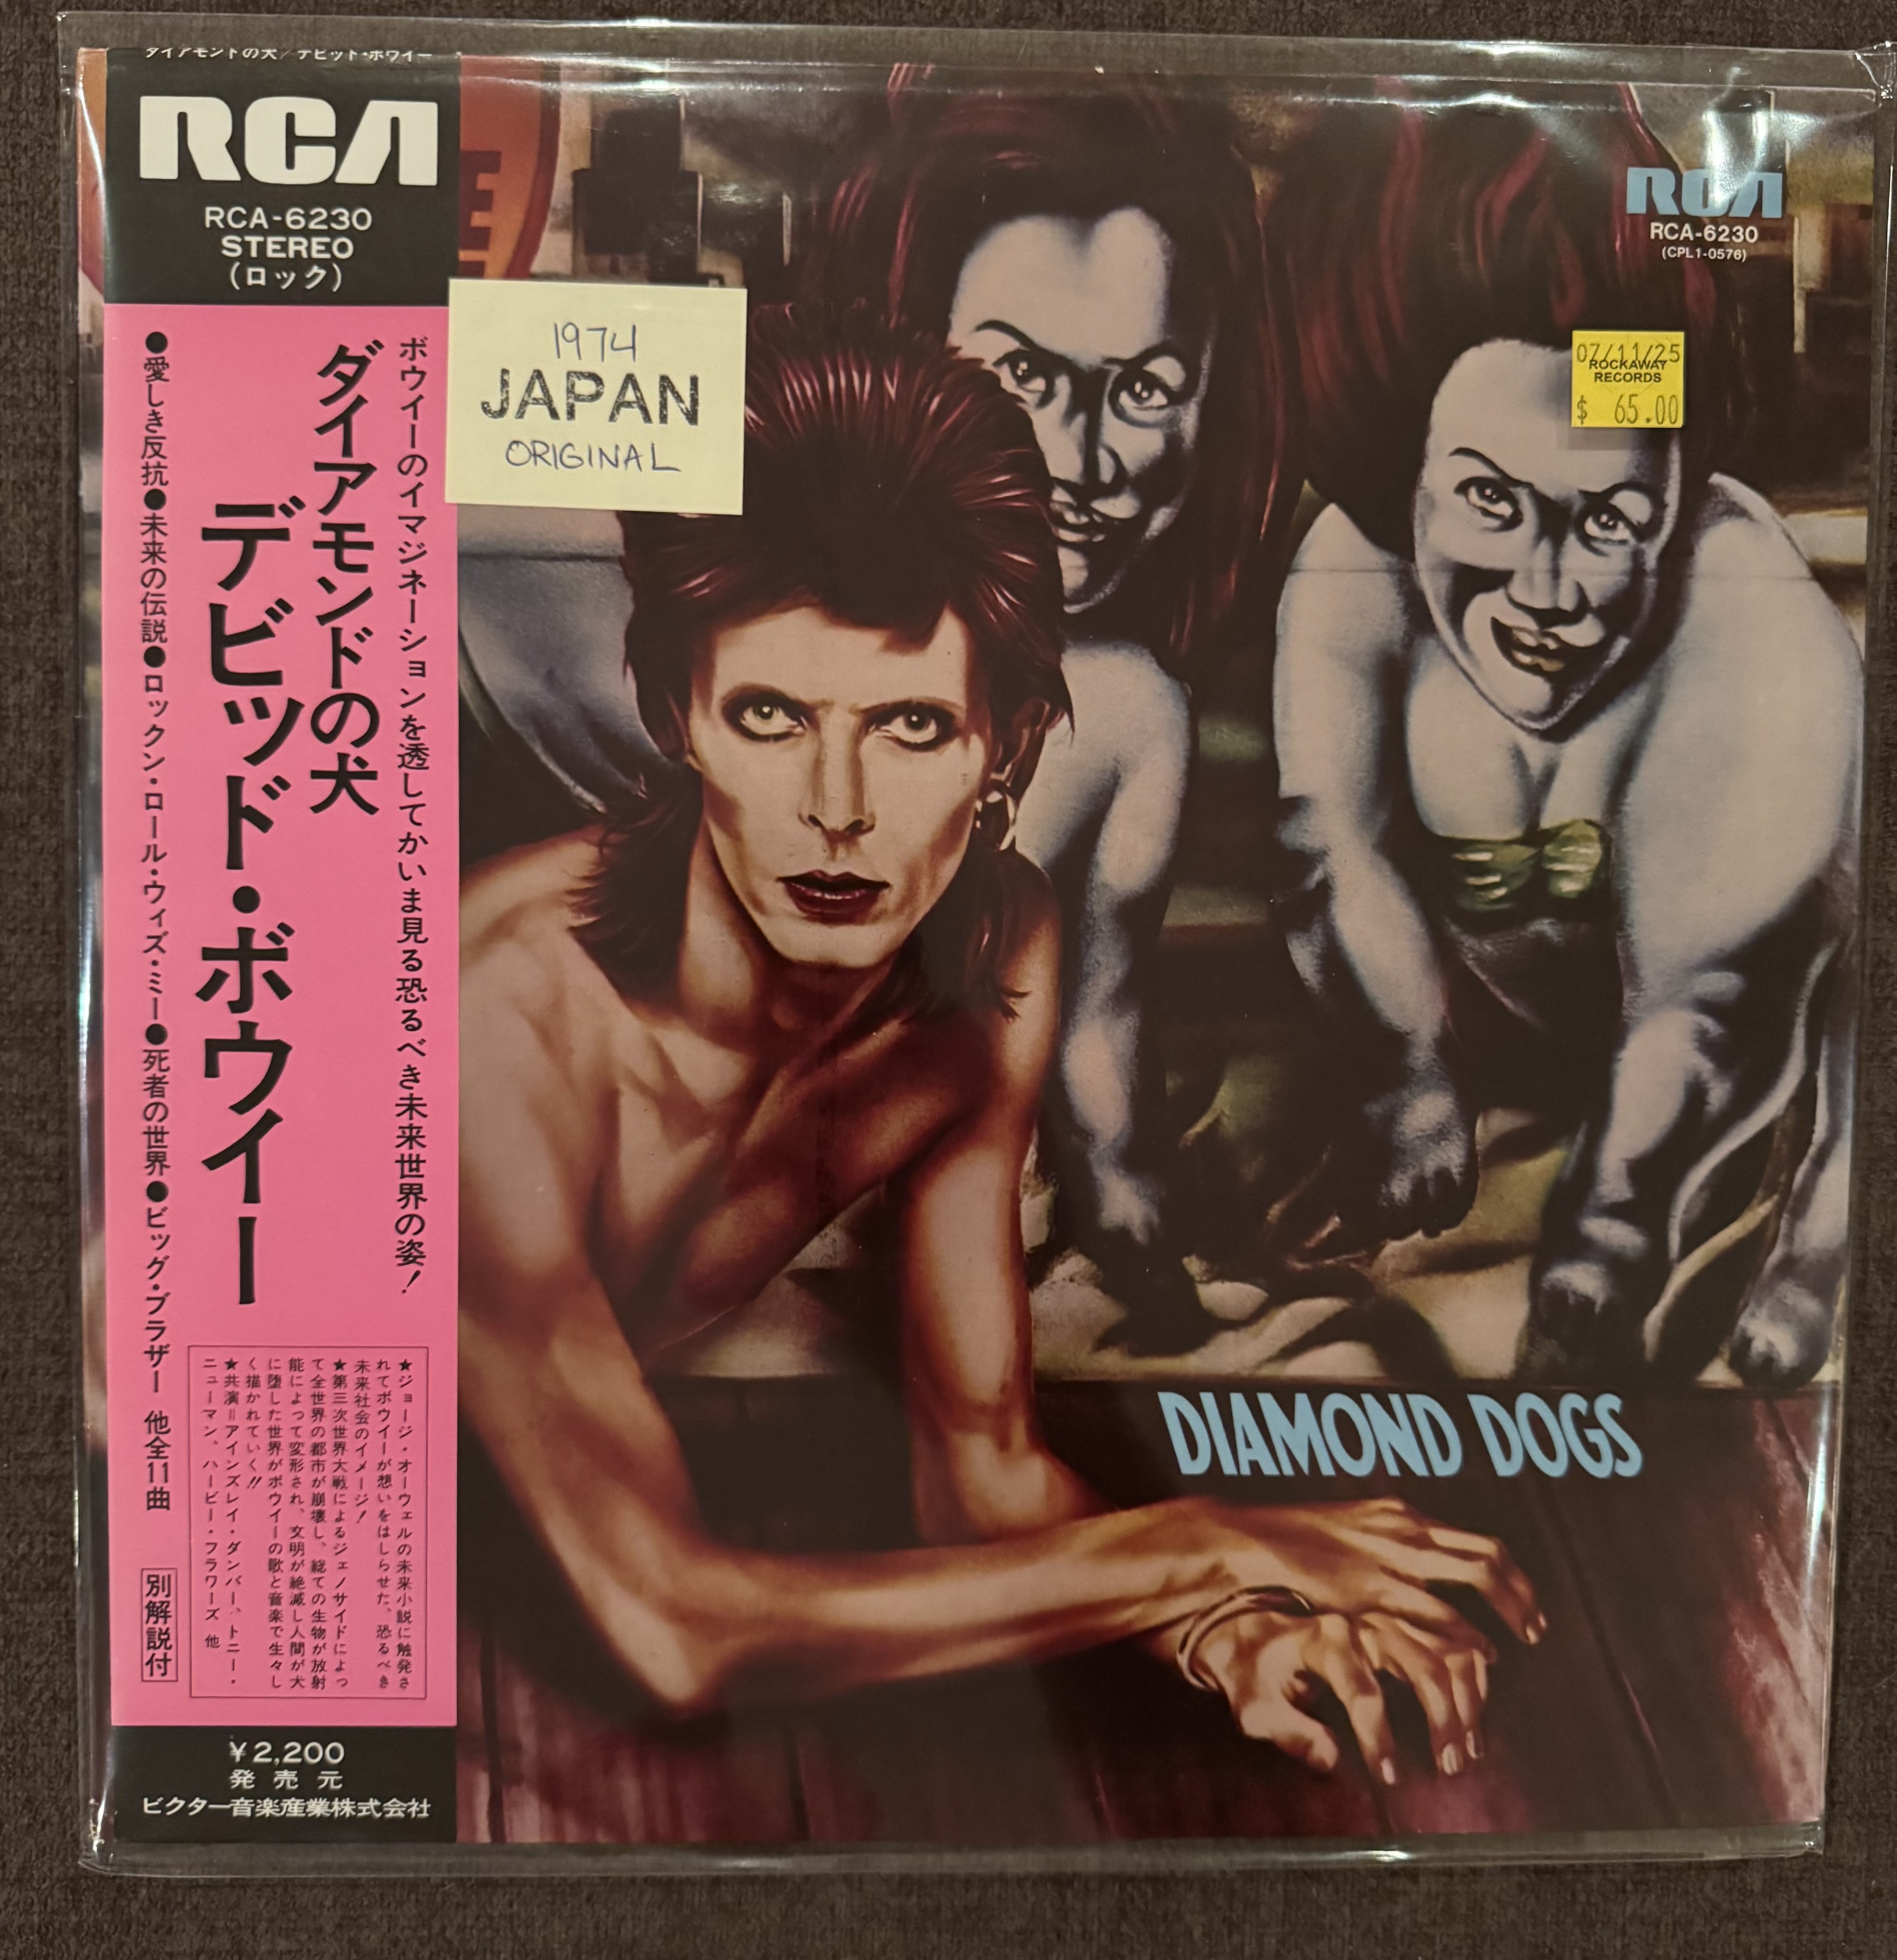 ダイアモンドの犬/デビッド・ボウイー
RCA
RCA-6230
STEREO
(ロック)
ボウイーのイマジネーションを透してかいま見る恐るべき未来世界の姿!
ダイアモンドの犬
デビッド・ボウイー
●愛しき反抗●未来の伝説●ロックン・ロール・ウィズ・ミー●死者の世界●ビッグ・ブラザー 他全11曲
別解説付
★ジョージ・オーウェルの未来小説に触発さ
れてボウイーが想いをはしらせた、恐るべき
未来社会のイメージ!
★第三次世界大戦によるジェノサイドによっ
て全世界の都市が崩壊し、総ての生物が放射
能によって変形され、文明が絶滅し人間が犬
に堕した世界がボウイーの歌と音楽で生々し
く描かれていく!!
★共演=アインズレイ・ダンバー、トニー・
ニューマン、ハービー・フラワーズ 他
¥2,200
発売元
ビクター音楽産業株式会社
1974
JAPAN
ORIGINAL
RCA
RCA-6230
(CPL1-0576)
07/11/25
ROCKAWAY
RECORDS
$ 65.00
DIAMOND DOGS